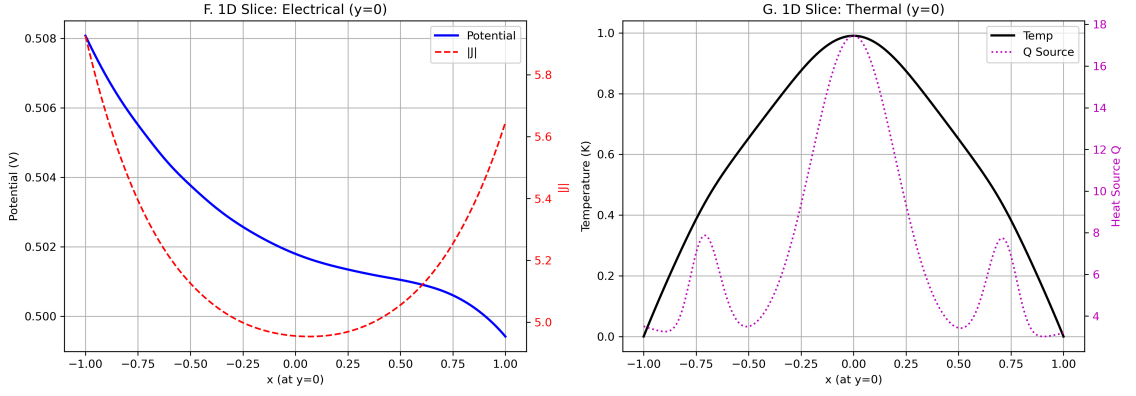 F. 1D Slice: Electrical (y=0)
Potential
|J|
0.508
0.506
0.504
0.502
0.500
Potential (V)
5.8
5.6
5.4
5.2
5.0
|J|
−1.00 −0.75 −0.50 −0.25 0.00 0.25 0.50 0.75 1.00
x (at y=0)
G. 1D Slice: Thermal (y=0)
Temp
Q Source
1.0
0.8
0.6
0.4
0.2
0.0
Temperature (K)
18
16
14
12
10
8
6
4
Heat Source Q
−1.00 −0.75 −0.50 −0.25 0.00 0.25 0.50 0.75 1.00
x (at y=0)